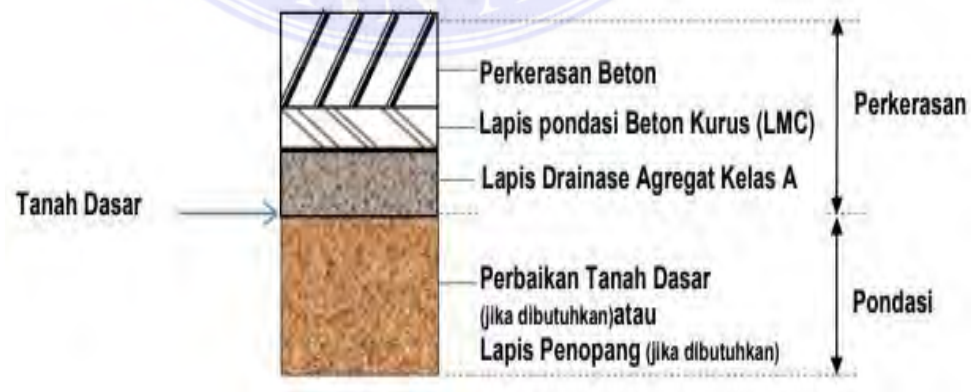 Perkerasan Beton
Lapis pondasi Beton Kurus (LMC)
Lapis Drainase Agregat Kelas A
Perkerasan
Tanah Dasar
Perbaikan Tanah Dasar
(jika dibutuhkan)atau
Lapis Penopang (jika dibutuhkan)
Pondasi